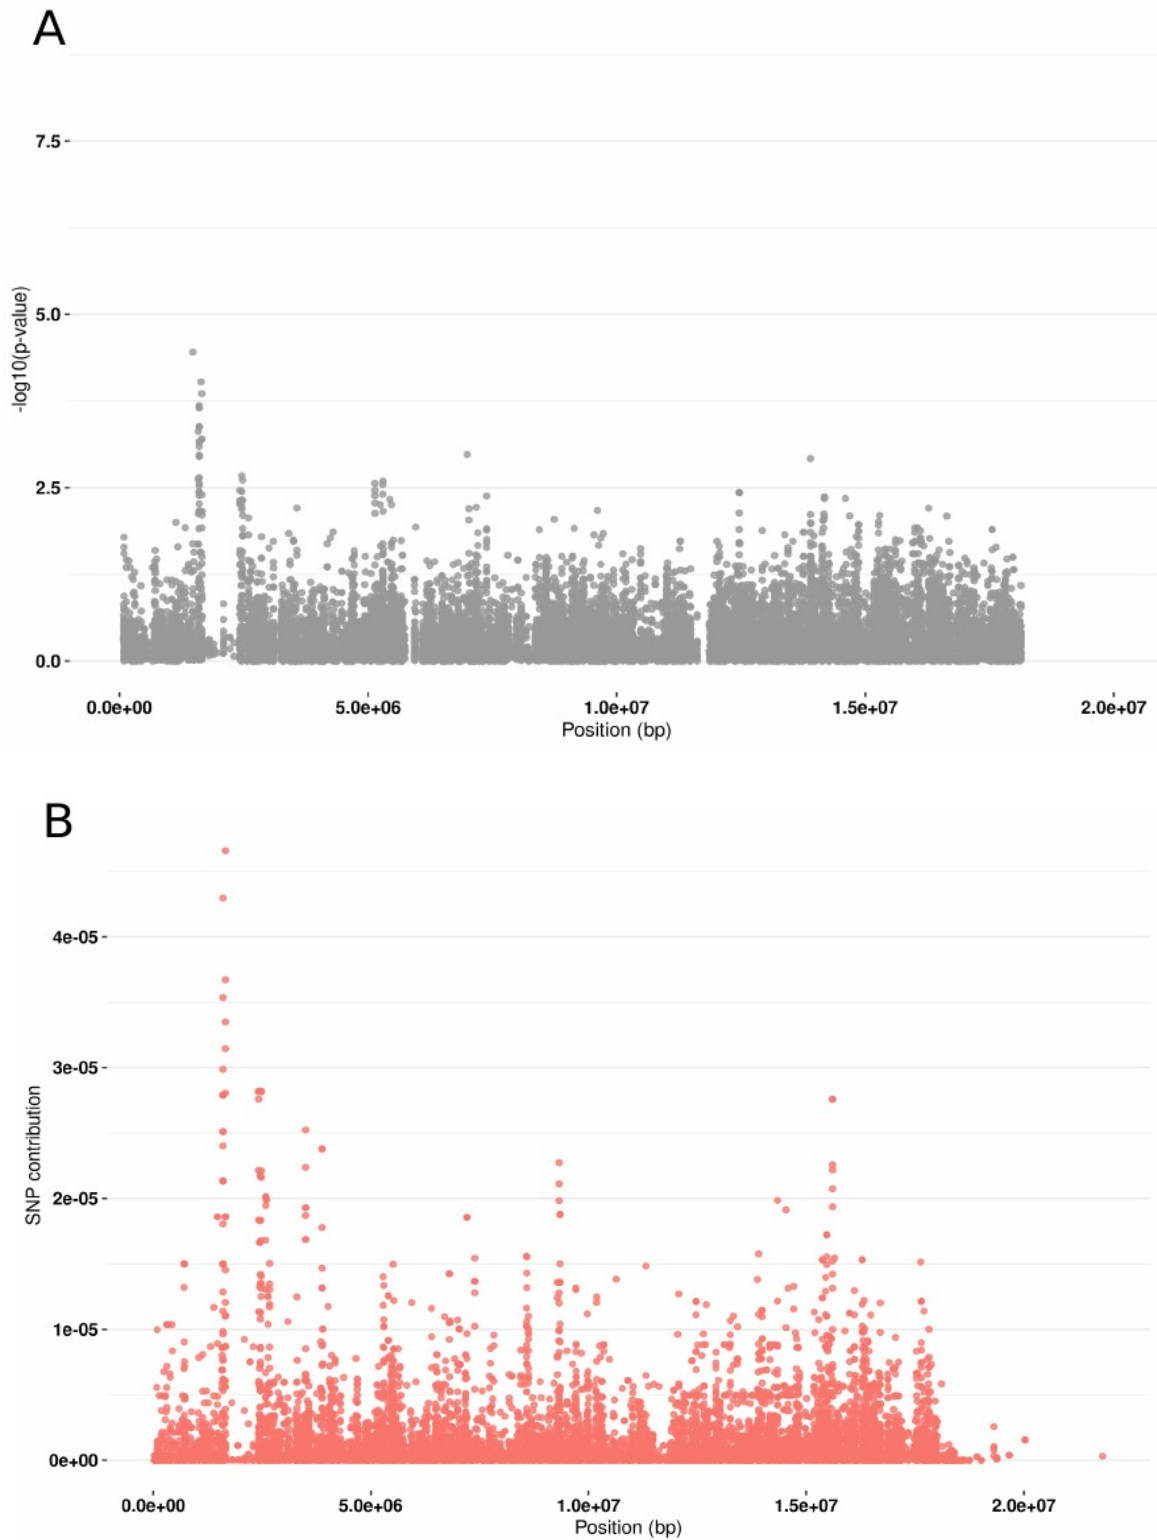 A
7.5
5.0
2.5
0.0
-log10(p-value)
0.0e+00 5.0e+06 1.0e+07 1.5e+07 2.0e+07
Position (bp)
B
4e-05
3e-05
2e-05
1e-05
0e+00
SNP contribution
0.0e+00 5.0e+06 1.0e+07 1.5e+07 2.0e+07
Position (bp)